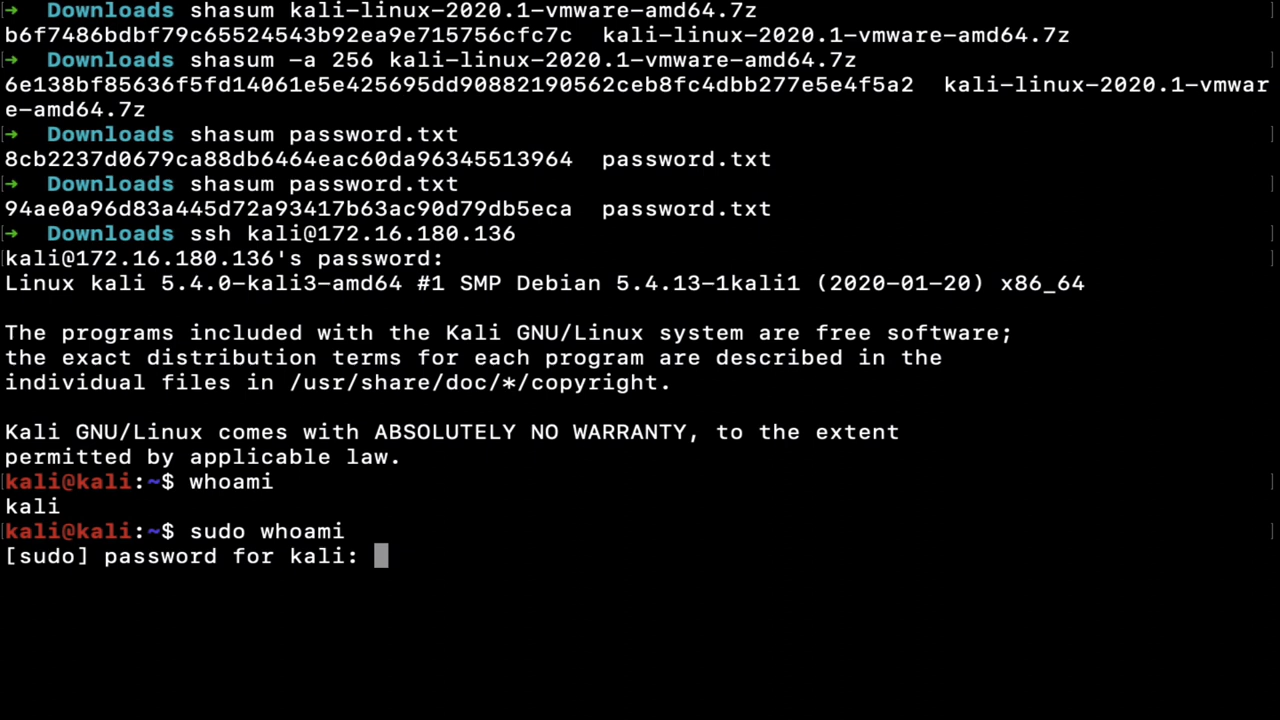 →  Downloads shasum kali-linux-2020.1-vmware-amd64.7z
b6f7486bdbf79c65524543b92ea9e715756cfc7c  kali-linux-2020.1-vmware-amd64.7z
→  Downloads shasum -a 256 kali-linux-2020.1-vmware-amd64.7z
6e138bf85636f5fd14061e5e425695dd90882190562ceb8fc4dbb277e5e4f5a2  kali-linux-2020.1-vmwar
e-amd64.7z
→  Downloads shasum password.txt
8cb2237d0679ca88db6464eac60da96345513964  password.txt
→  Downloads shasum password.txt
94ae0a96d83a445d72a93417b63ac90d79db5eca  password.txt
→  Downloads ssh kali@172.16.180.136
kali@172.16.180.136's password:
Linux kali 5.4.0-kali3-amd64 #1 SMP Debian 5.4.13-1kali1 (2020-01-20) x86_64

The programs included with the Kali GNU/Linux system are free software;
the exact distribution terms for each program are described in the
individual files in /usr/share/doc/*/copyright.

Kali GNU/Linux comes with ABSOLUTELY NO WARRANTY, to the extent
permitted by applicable law.
kali@kali:~$ whoami
kali
kali@kali:~$ sudo whoami
[sudo] password for kali: